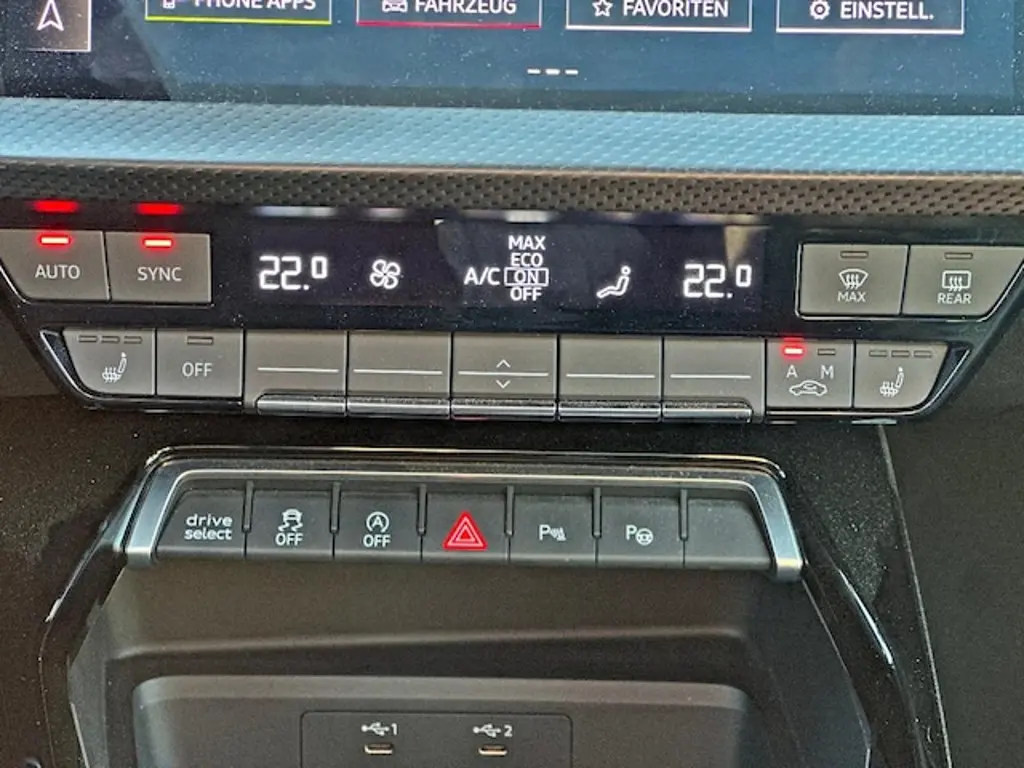 PHONE APPS
FAHRZEUG
FAVORITEN
EINSTELL.
AUTO
SYNC
22.0
A/C
MAX
ECO
ON
OFF
22.0
MAX
REAR
OFF
A M
drive
select
OFF
OFF
P
P
1
2